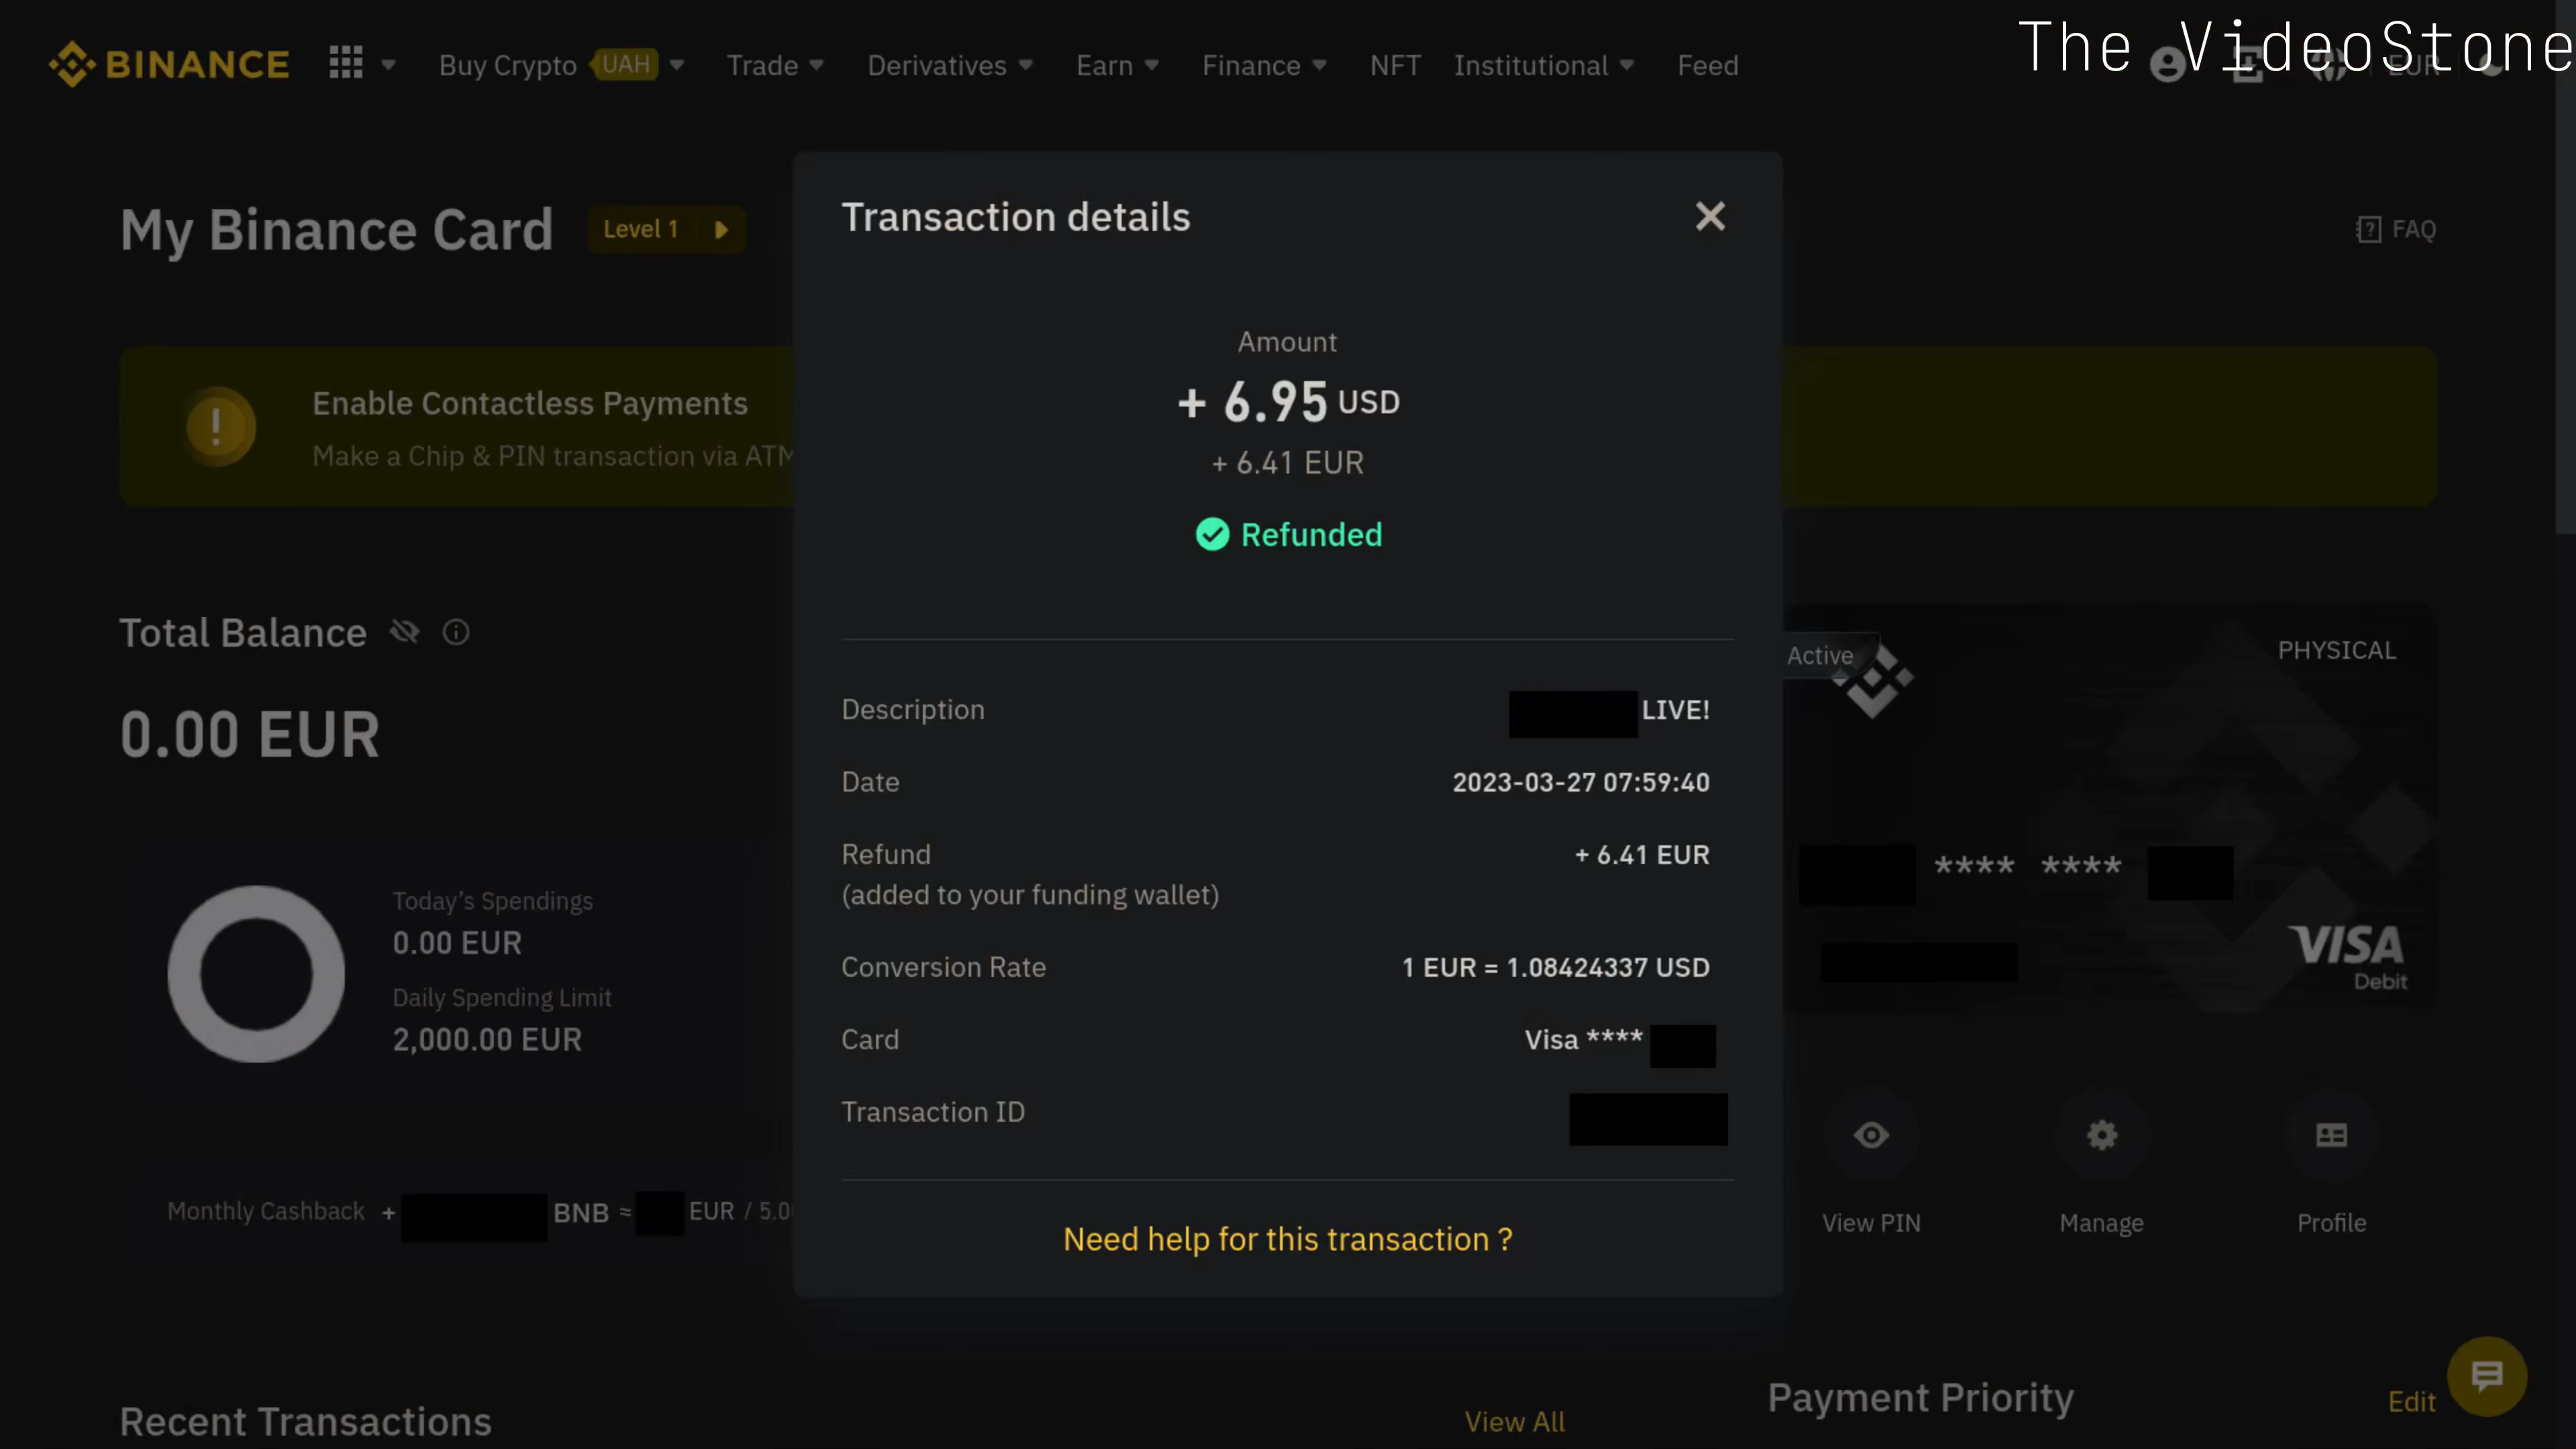 The VideoStone
BINANCE
Buy Crypto UAH Trade Derivatives Earn Finance NFT Institutional Feed EUR
My Binance Card Level 1
FAQ
Enable Contactless Payments
Make a Chip & PIN transaction via ATM
Total Balance
0.00 EUR
Today's Spendings
0.00 EUR
Daily Spending Limit
2,000.00 EUR
Monthly Cashback + BNB ≈ EUR / 5.0
Transaction details
Amount
+ 6.95 USD
+ 6.41 EUR
Refunded
Description LIVE!
Date 2023-03-27 07:59:40
Refund + 6.41 EUR
(added to your funding wallet)
Conversion Rate 1 EUR = 1.08424337 USD
Card Visa ****
Transaction ID
Need help for this transaction ?
Active
PHYSICAL
**** ****
VISA
Debit
View PIN Manage Profile
Recent Transactions View All
Payment Priority Edit